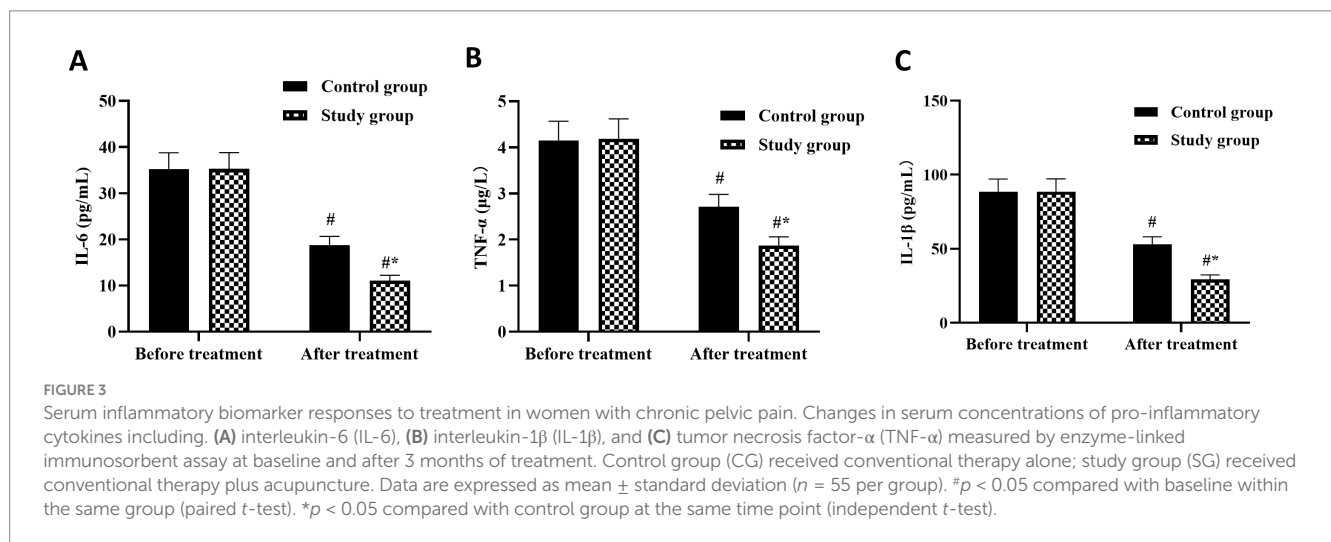 A
Control group
Study group
50
40
30
20
10
0
IL-6 (pg/mL)
#
#*
Before treatment
After treatment
B
Control group
Study group
5
4
3
2
1
0
TNF-α (μg/L)
#
#*
Before treatment
After treatment
C
Control group
Study group
150
100
50
0
IL-1β (pg/mL)
#
#*
Before treatment
After treatment
FIGURE 3
Serum inflammatory biomarker responses to treatment in women with chronic pelvic pain. Changes in serum concentrations of pro-inflammatory
cytokines including. (A) interleukin-6 (IL-6), (B) interleukin-1β (IL-1β), and (C) tumor necrosis factor-α (TNF-α) measured by enzyme-linked
immunosorbent assay at baseline and after 3 months of treatment. Control group (CG) received conventional therapy alone; study group (SG) received
conventional therapy plus acupuncture. Data are expressed as mean ± standard deviation (n = 55 per group). #p < 0.05 compared with baseline within
the same group (paired t-test). *p < 0.05 compared with control group at the same time point (independent t-test).